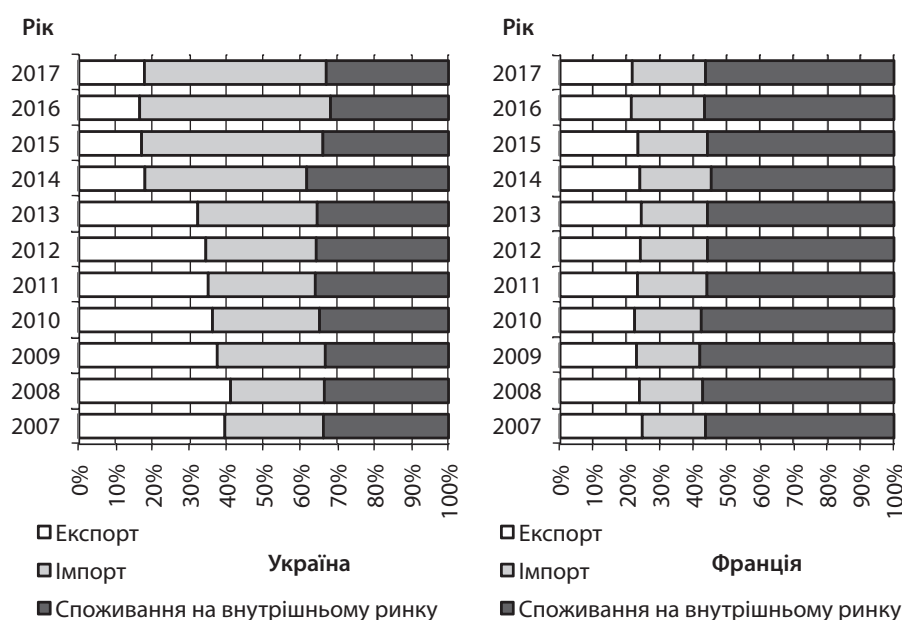 Рік
2017
2016
2015
2014
2013
2012
2011
2010
2009
2008
2007
0% 10% 20% 30% 40% 50% 60% 70% 80% 90% 100%
Експорт
Імпорт
Споживання на внутрішньому ринку
Україна
Рік
2017
2016
2015
2014
2013
2012
2011
2010
2009
2008
2007
0% 10% 20% 30% 40% 50% 60% 70% 80% 90% 100%
Експорт
Імпорт
Споживання на внутрішньому ринку
Франція